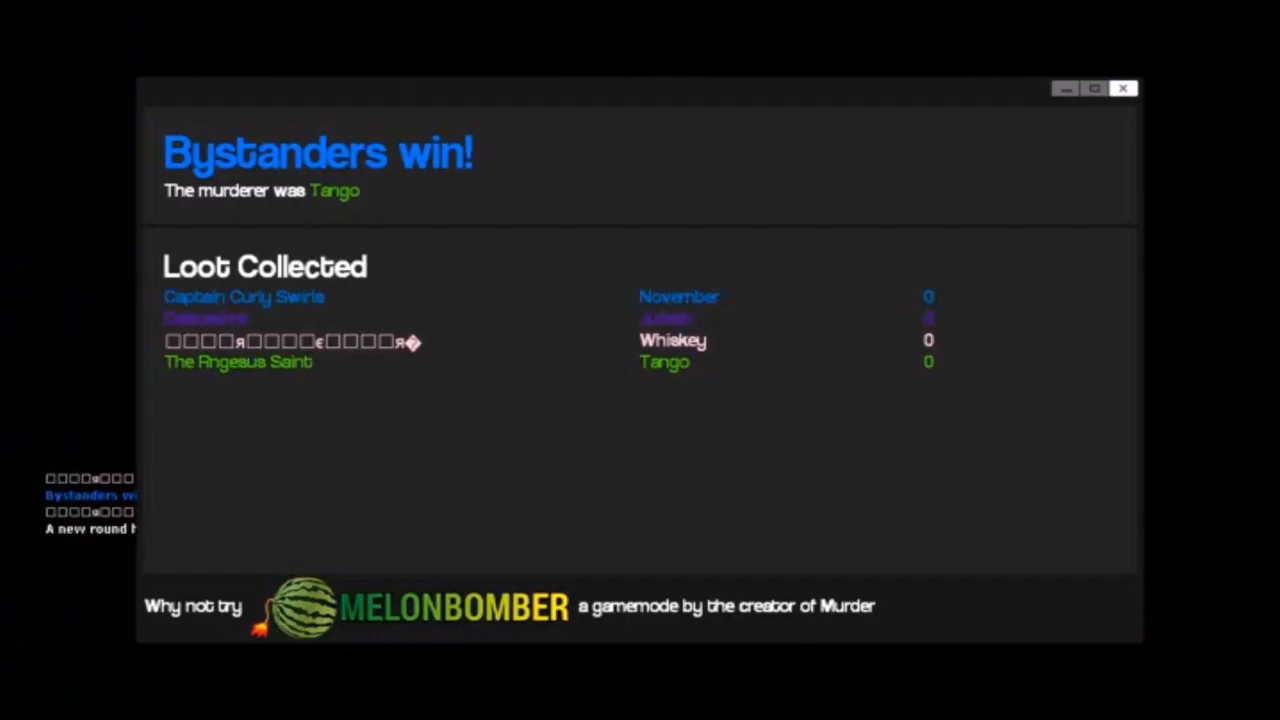 Bystanders win!
The murderer was Tango
Loot Collected
Captain Curly Swirls November 0
□□□□я□□□□є□□□□я� Whiskey 0
The Rngesus Saint Tango 0
□□□□я□□□
Bystanders wi
□□□□я□□□
A new round h
Why not try MELONBOMBER a gamemode by the creator of Murder